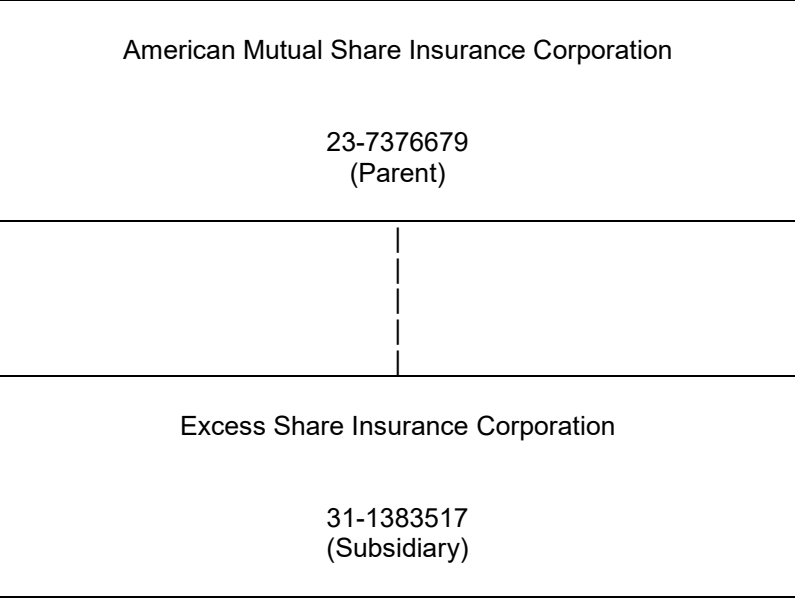 American Mutual Share Insurance Corporation
23-7376679
(Parent)
|
|
|
|
|
Excess Share Insurance Corporation
31-1383517
(Subsidiary)